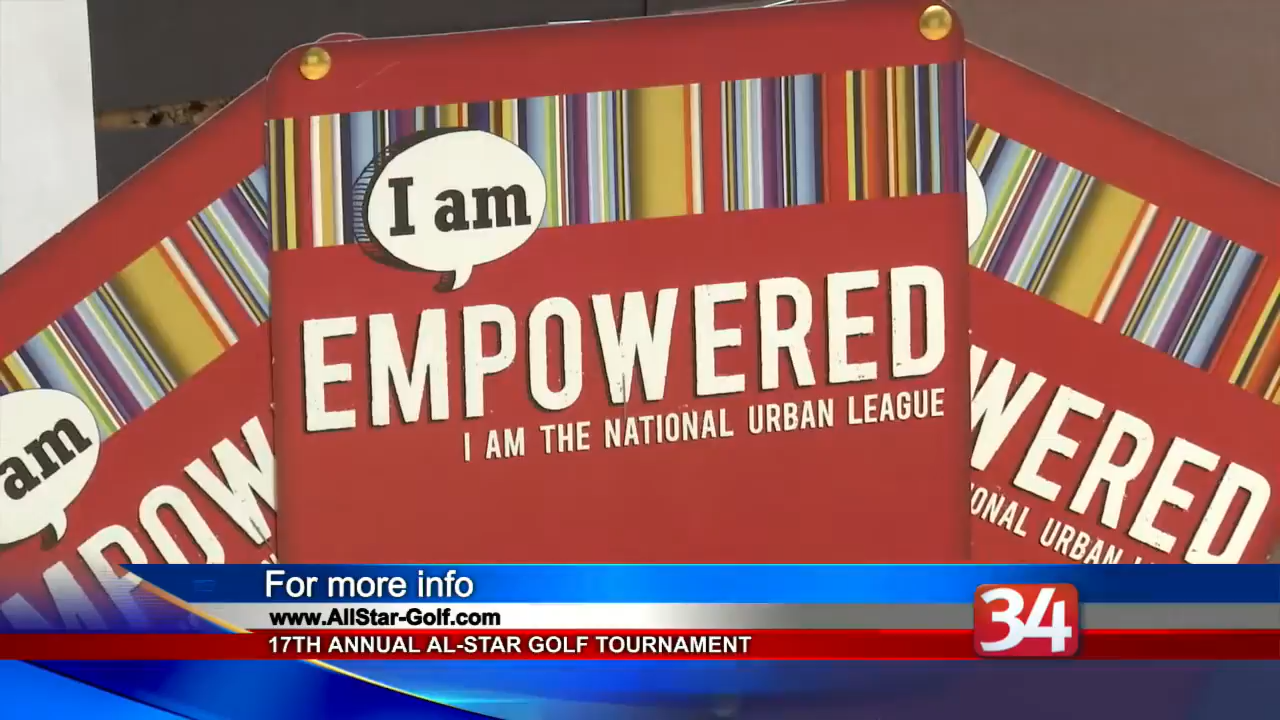 I am
EMPOWERED
I AM THE NATIONAL URBAN LEAGUE
am
MPOW
WERED
ONAL URBAN
For more info
www.AllStar-Golf.com
17TH ANNUAL AL-STAR GOLF TOURNAMENT
34